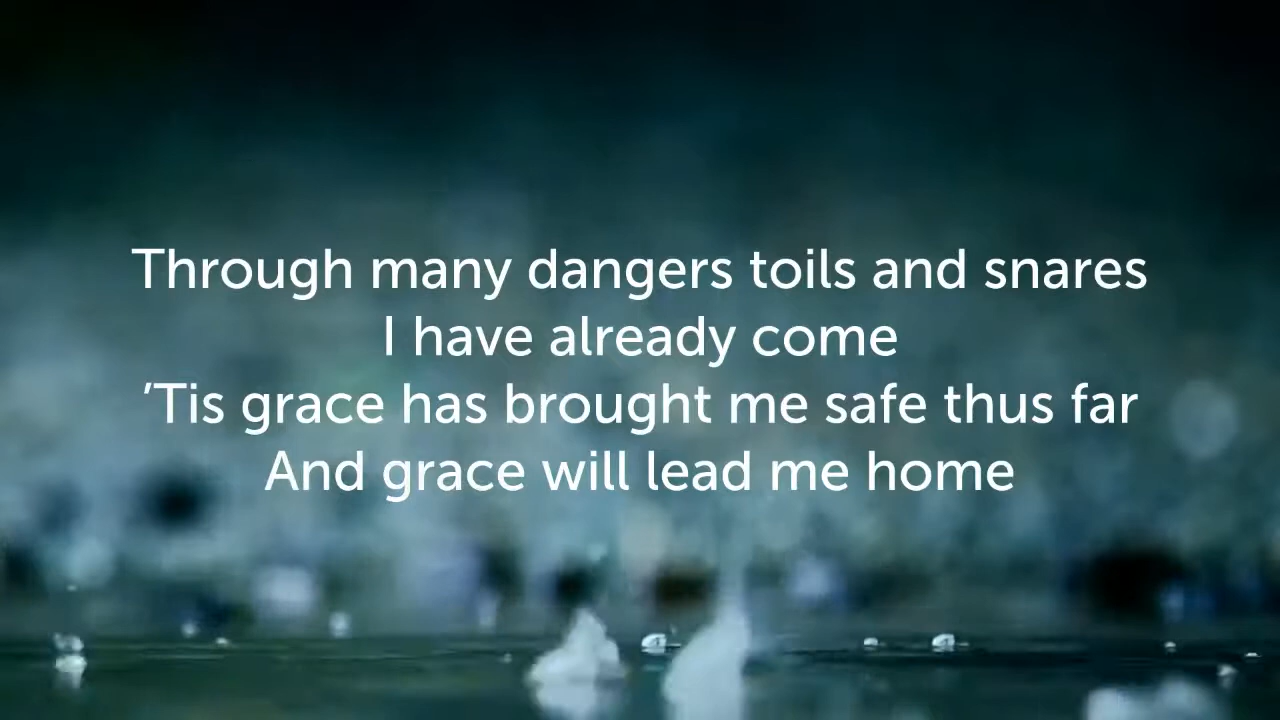 Through many dangers toils and snares
I have already come
’Tis grace has brought me safe thus far
And grace will lead me home